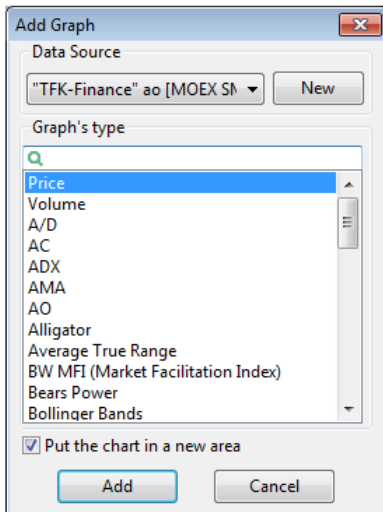 Add Graph
Data Source
"TFK-Finance" ao [MOEX SM
New
Graph's type
Price
Volume
A/D
AC
ADX
AMA
AO
Alligator
Average True Range
BW MFI (Market Facilitation Index)
Bears Power
Bollinger Bands
Put the chart in a new area
Add
Cancel